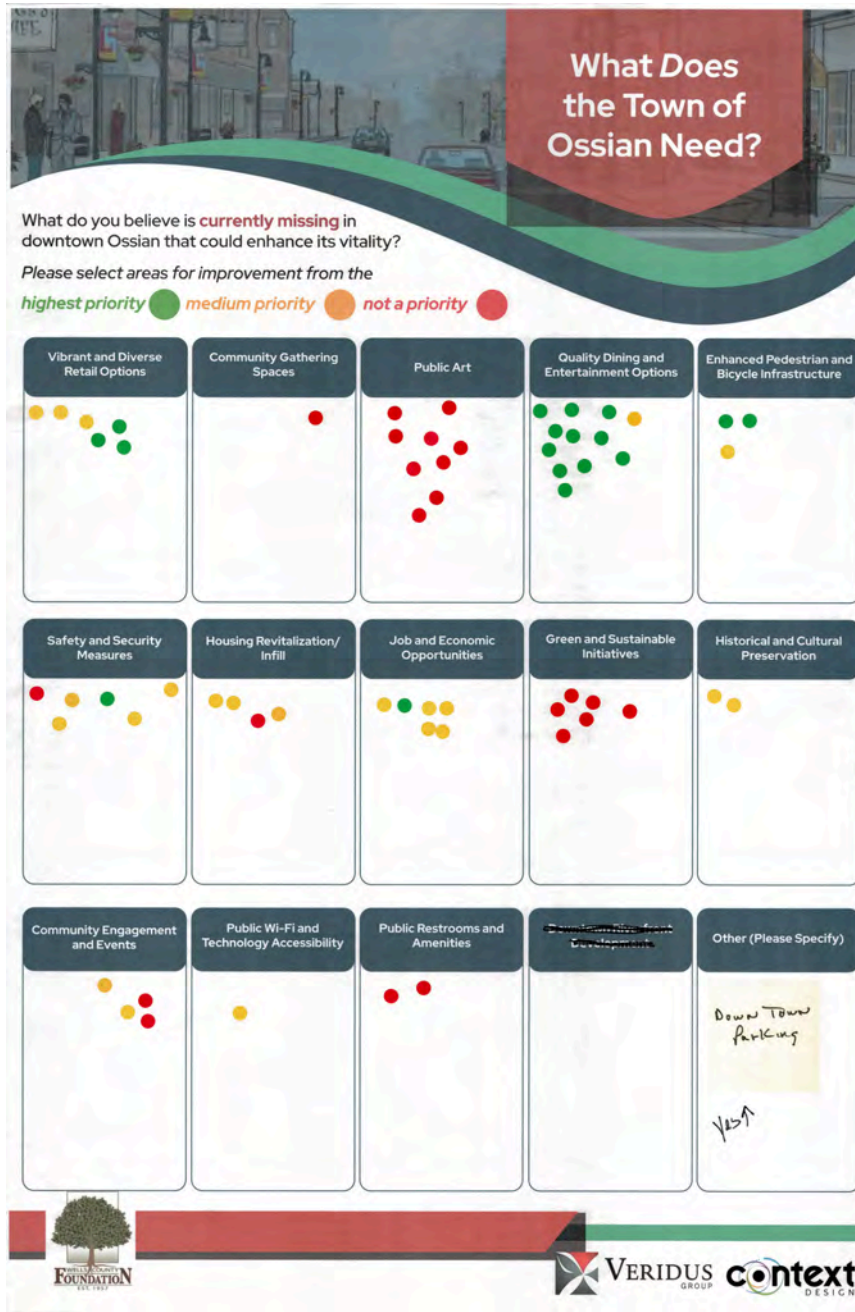 What Does
the Town of
Ossian Need?
What do you believe is currently missing in
downtown Ossian that could enhance its vitality?
Please select areas for improvement from the
highest priority medium priority not a priority
Vibrant and Diverse
Retail Options
Community Gathering
Spaces
Public Art
Quality Dining and
Entertainment Options
Enhanced Pedestrian and
Bicycle Infrastructure
Safety and Security
Measures
Housing Revitalization/
Infill
Job and Economic
Opportunities
Green and Sustainable
Initiatives
Historical and Cultural
Preservation
Community Engagement
and Events
Public Wi-Fi and
Technology Accessibility
Public Restrooms and
Amenities
Development
Other (Please Specify)
Down Town
Parking
Yes↑
WELLS COUNTY
FOUNDATION
EST. 1957
VERIDUS
GROUP
context
DESIGN